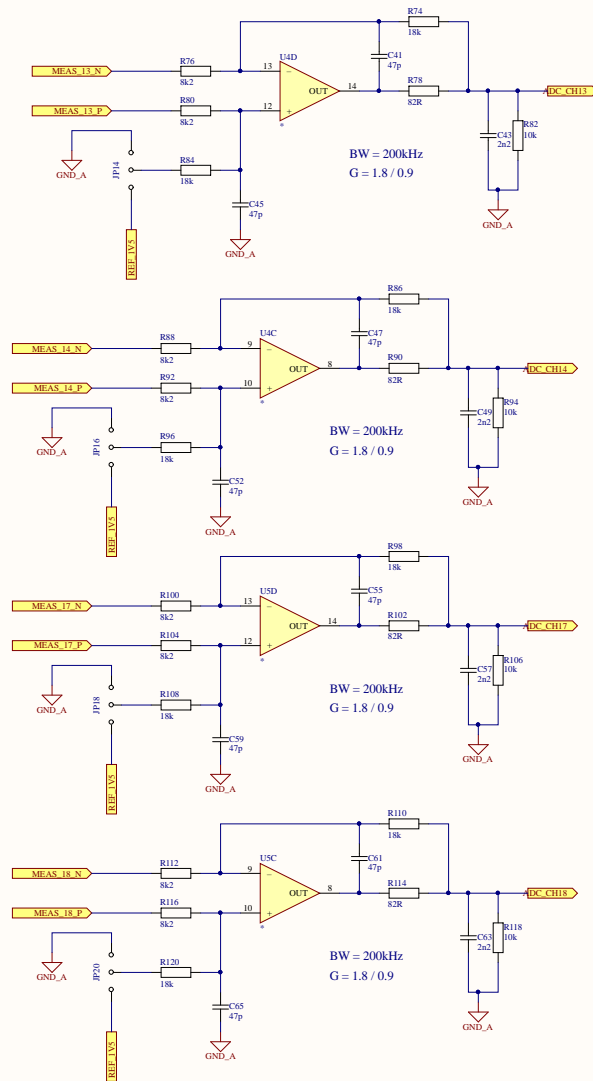 R74
18k
C41
47p
U4D
MEAS_13_N
R76
8k2
13
14
OUT
R78
82R
ADC_CH13
MEAS_13_P
R80
8k2
12
*
C43
2n2
R82
10k
BW = 200kHz
G = 1.8 / 0.9
GND_A
JP14
R84
18k
C45
47p
GND_A
GND_A
REF_1V5
R86
18k
C47
47p
U4C
MEAS_14_N
R88
8k2
9
8
OUT
R90
82R
ADC_CH14
MEAS_14_P
R92
8k2
10
*
C49
2n2
R94
10k
BW = 200kHz
G = 1.8 / 0.9
GND_A
JP16
R96
18k
C52
47p
GND_A
GND_A
REF_1V5
R98
18k
C55
47p
U5D
MEAS_17_N
R100
8k2
13
14
OUT
R102
82R
ADC_CH17
MEAS_17_P
R104
8k2
12
*
C57
2n2
R106
10k
BW = 200kHz
G = 1.8 / 0.9
GND_A
JP18
R108
18k
C59
47p
GND_A
GND_A
REF_1V5
R110
18k
C61
47p
U5C
MEAS_18_N
R112
8k2
9
8
OUT
R114
82R
ADC_CH18
MEAS_18_P
R116
8k2
10
*
C63
2n2
R118
10k
BW = 200kHz
G = 1.8 / 0.9
GND_A
JP20
R120
18k
C65
47p
GND_A
GND_A
REF_1V5